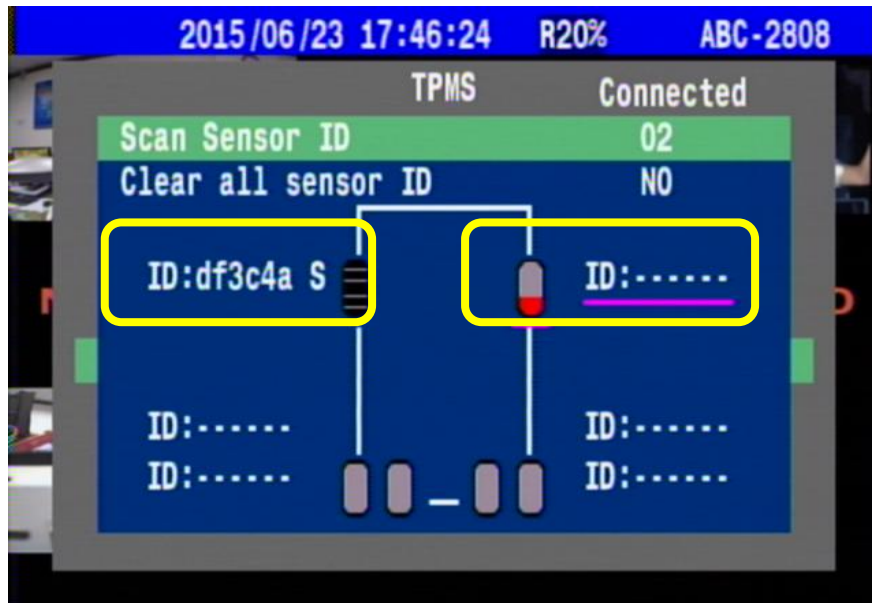 2015/06/23 17:46:24 R20% ABC-2808
TPMS Connected
Scan Sensor ID 02
Clear all sensor ID NO
ID:df3c4a S ID:------
ID:------ ID:------
ID:------ ID:------